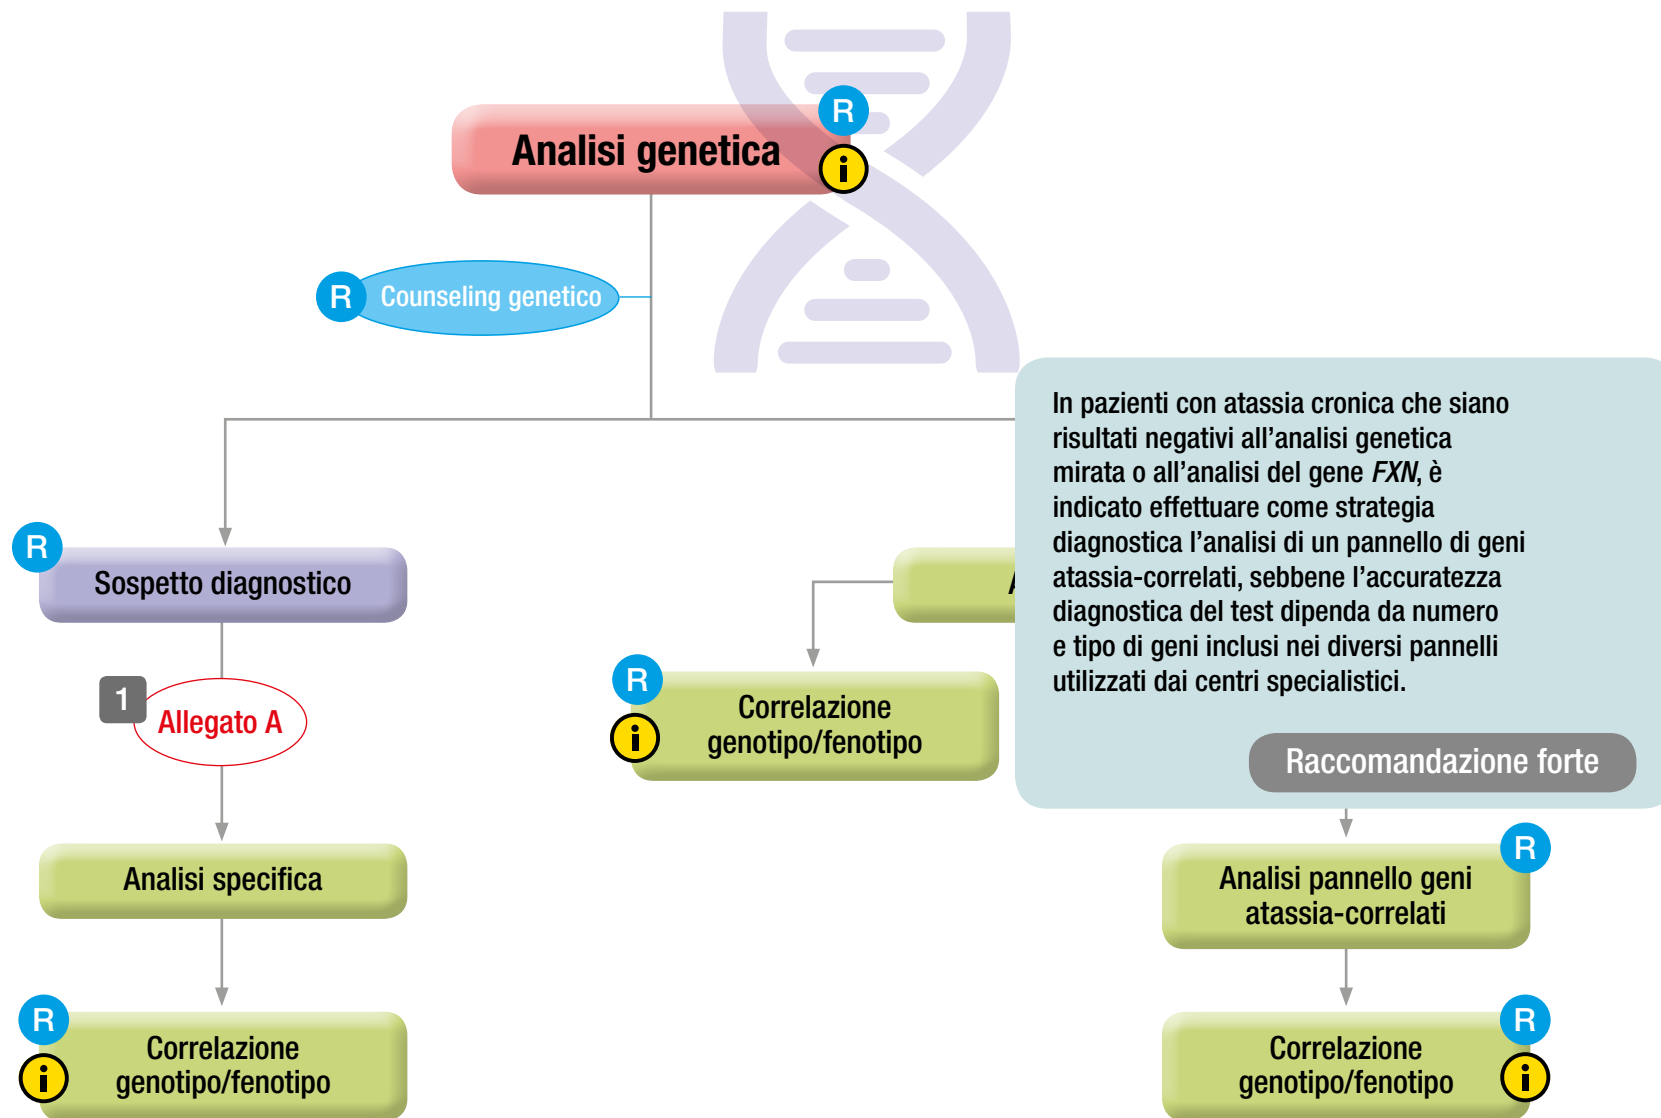 Analisi genetica
R
i
R
Counseling genetico
In pazienti con atassia cronica che siano
risultati negativi all’analisi genetica
mirata o all’analisi del gene FXN, è
indicato effettuare come strategia
diagnostica l’analisi di un pannello di geni
atassia-correlati, sebbene l’accuratezza
diagnostica del test dipenda da numero
e tipo di geni inclusi nei diversi pannelli
utilizzati dai centri specialistici.
Raccomandazione forte
R
Sospetto diagnostico
1
Allegato A
R
i
Correlazione
genotipo/fenotipo
Analisi specifica
R
Analisi pannello geni
atassia-correlati
R
i
Correlazione
genotipo/fenotipo
R
i
Correlazione
genotipo/fenotipo